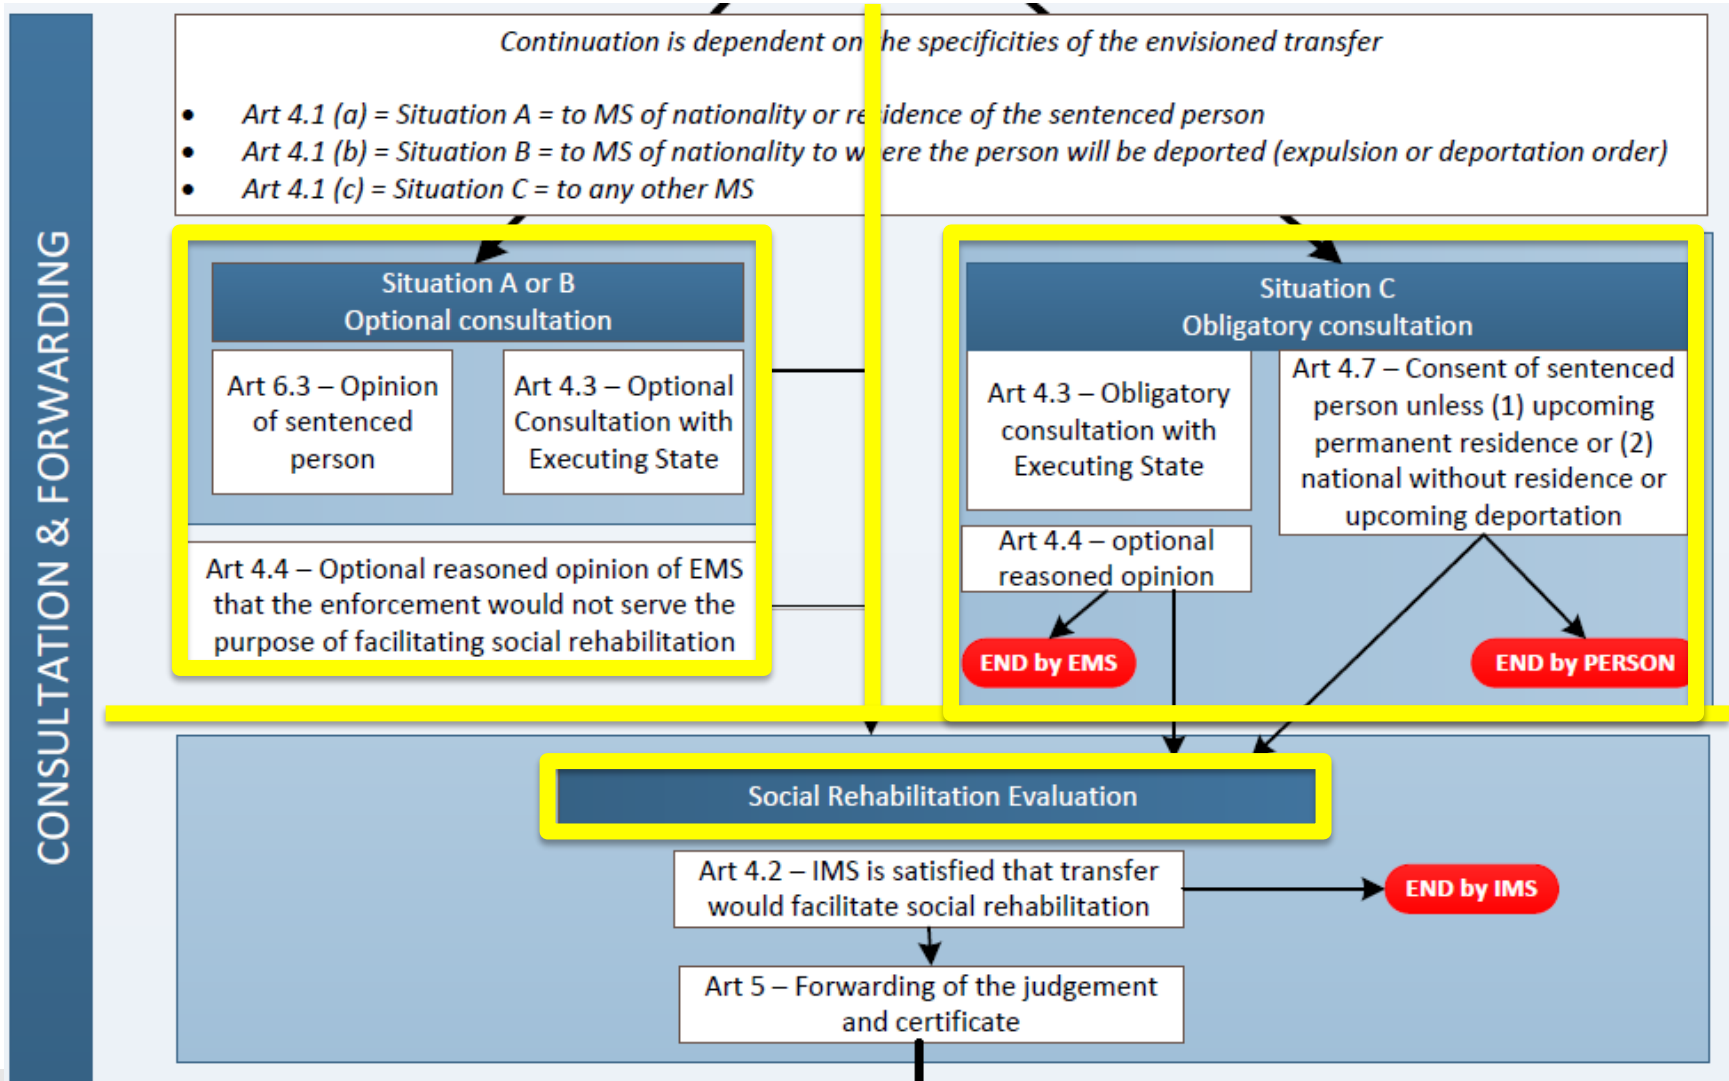 CONSULTATION & FORWARDING
Continuation is dependent on the specificities of the envisioned transfer
• Art 4.1 (a) = Situation A = to MS of nationality or residence of the sentenced person
• Art 4.1 (b) = Situation B = to MS of nationality to where the person will be deported (expulsion or deportation order)
• Art 4.1 (c) = Situation C = to any other MS
Situation A or B
Optional consultation
Art 6.3 – Opinion
of sentenced
person
Art 4.3 – Optional
Consultation with
Executing State
Art 4.4 – Optional reasoned opinion of EMS
that the enforcement would not serve the
purpose of facilitating social rehabilitation
Situation C
Obligatory consultation
Art 4.3 – Obligatory
consultation with
Executing State
Art 4.4 – optional
reasoned opinion
END by EMS
Art 4.7 – Consent of sentenced
person unless (1) upcoming
permanent residence or (2)
national without residence or
upcoming deportation
END by PERSON
Social Rehabilitation Evaluation
Art 4.2 – IMS is satisfied that transfer
would facilitate social rehabilitation
END by IMS
Art 5 – Forwarding of the judgement
and certificate